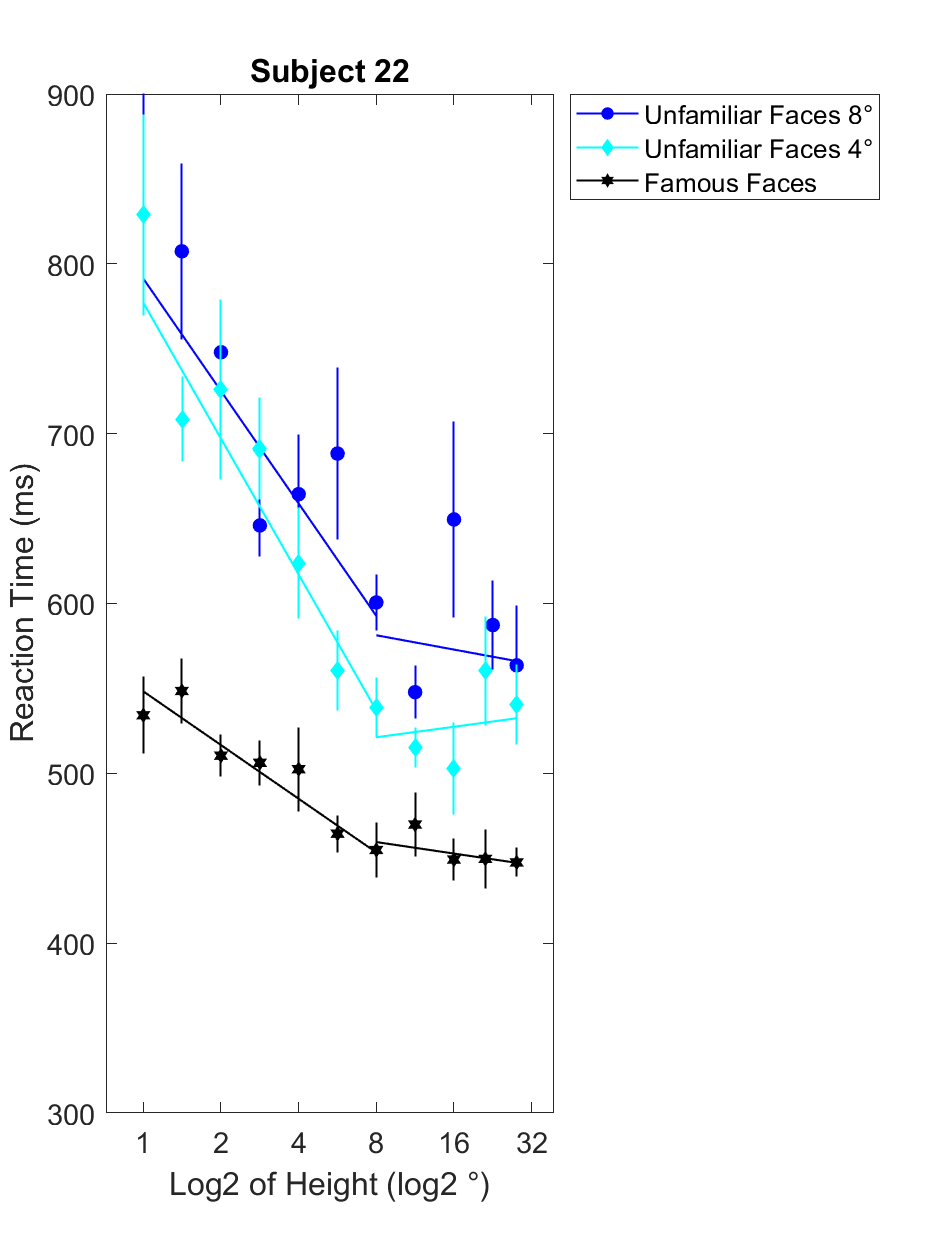 Subject 22
900
800
700
600
500
400
300
Reaction Time (ms)
1 2 4 8 16 32
Log2 of Height (log2 °)
Unfamiliar Faces 8°
Unfamiliar Faces 4°
Famous Faces